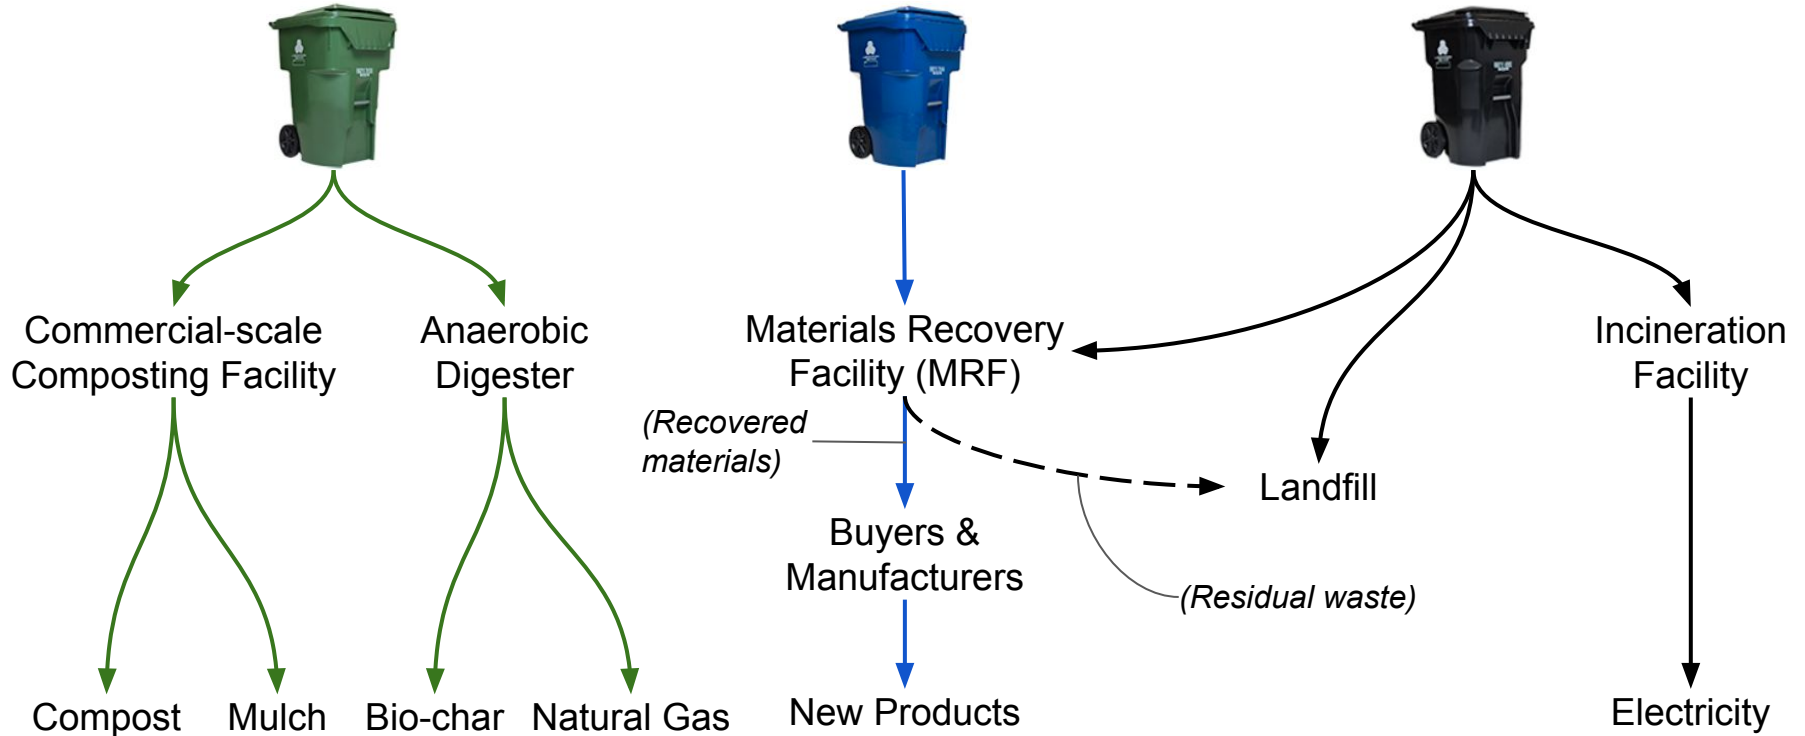 Commercial-scale
Composting Facility
Anaerobic
Digester
Materials Recovery
Facility (MRF)
Incineration
Facility
(Recovered
materials)
Landfill
Buyers &
Manufacturers
(Residual waste)
Compost
Mulch
Bio-char
Natural Gas
New Products
Electricity